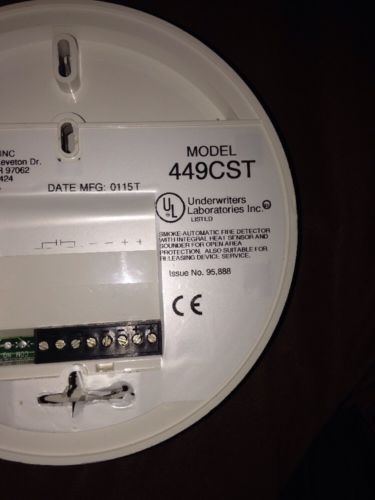 INC
Leveton Dr.
R 97062
424
DATE MFG: 0115T
MODEL
449CST
UL
Underwriters
Laboratories Inc.®
LISTED
SMOKE-AUTOMATIC FIRE DETECTOR
WITH INTEGRAL HEAT SENSOR AND
SOUNDER FOR OPEN AREA
PROTECTION. ALSO SUITABLE FOR
RELEASING DEVICE SERVICE.
Issue No. 95,888
- - + +
CE